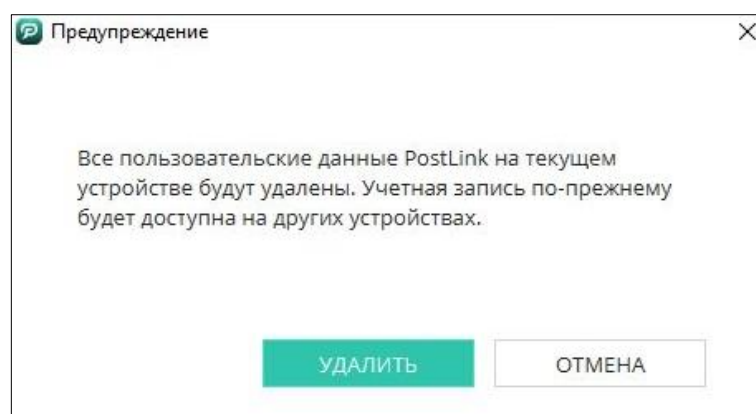 Предупреждение
Все пользовательские данные PostLink на текущем
устройстве будут удалены. Учетная запись по-прежнему
будет доступна на других устройствах.
УДАЛИТЬ ОТМЕНА